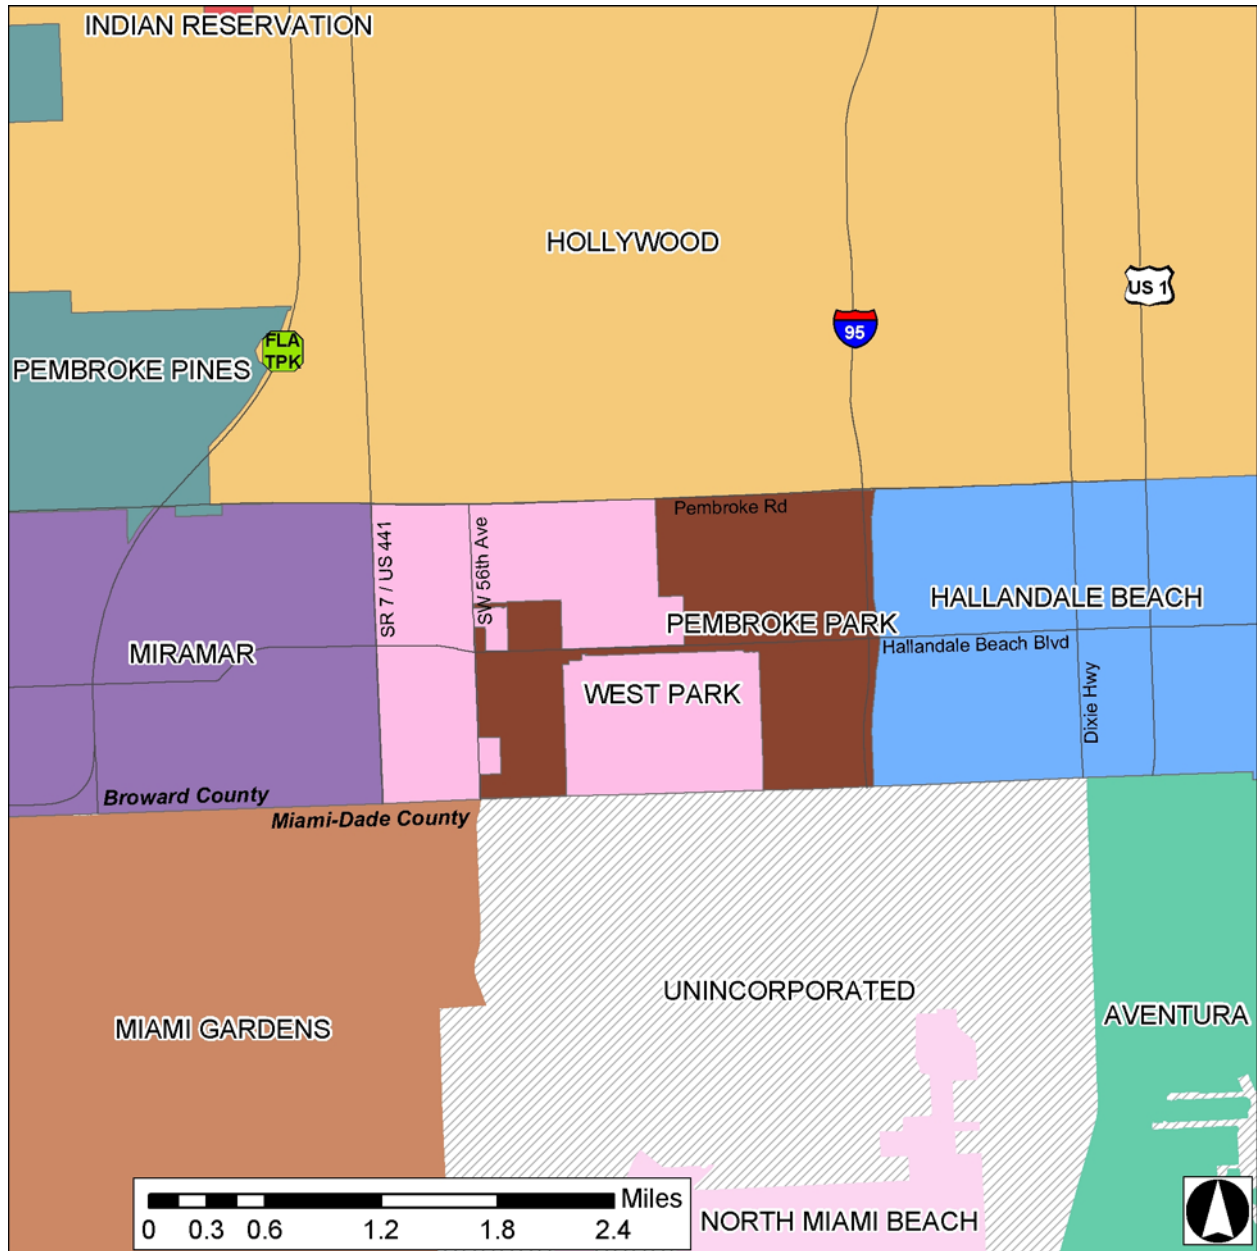 INDIAN RESERVATION
HOLLYWOOD
US 1
95
FLA
TPK
PEMBROKE PINES
Pembroke Rd
SR 7 / US 441
SW 56th Ave
HALLANDALE BEACH
PEMBROKE PARK
Hallandale Beach Blvd
MIRAMAR
WEST PARK
Dixie Hwy
Broward County
Miami-Dade County
UNINCORPORATED
AVENTURA
MIAMI GARDENS
Miles
0 0.3 0.6 1.2 1.8 2.4
NORTH MIAMI BEACH